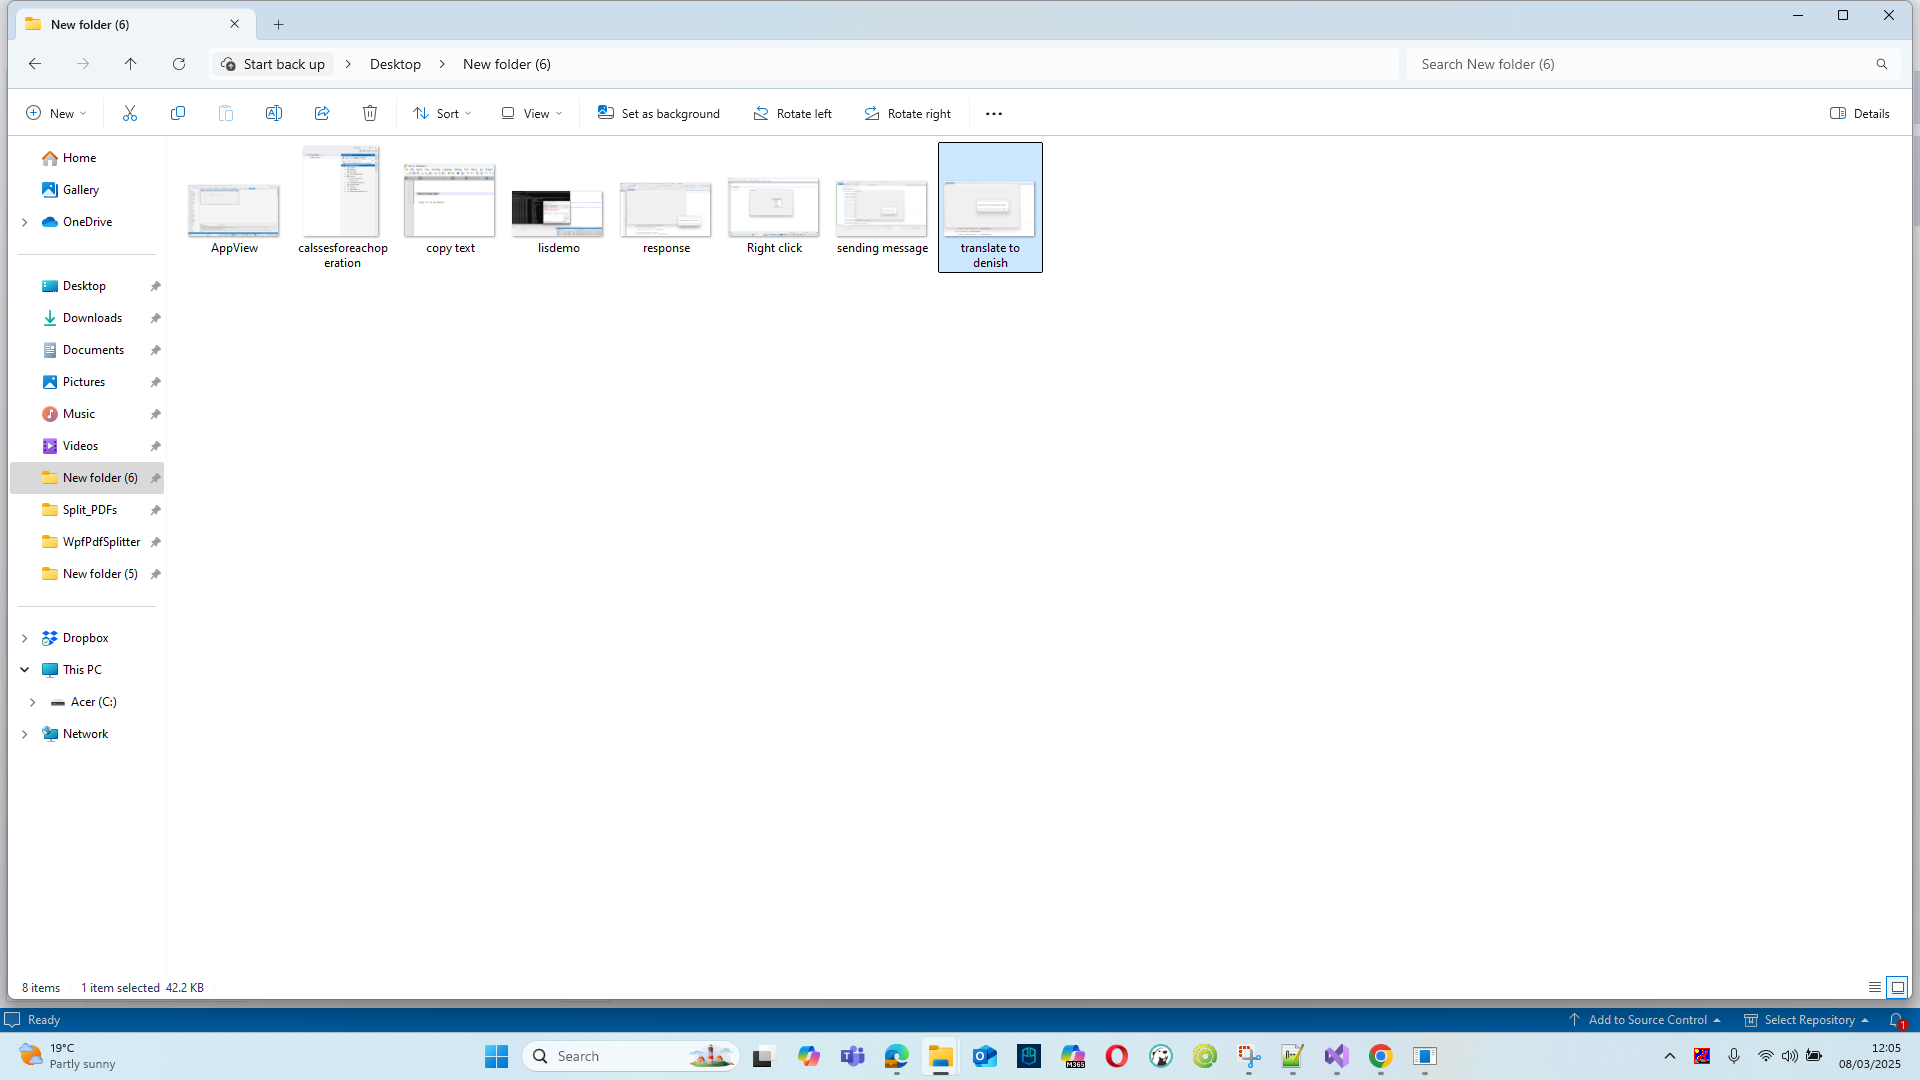 New folder (6)
Start back up
Desktop
New folder (6)
Search New folder (6)
New
Sort
View
Set as background
Rotate left
Rotate right
Details
Home
Gallery
OneDrive
Desktop
Downloads
Documents
Pictures
Music
Videos
New folder (6)
Split_PDFs
WpfPdfSplitter
New folder (5)
Dropbox
This PC
Acer (C:)
Network
AppView
calssesforeachop
eration
copy text
lisdemo
response
Right click
sending message
translate to
denish
8 items
1 item selected 42.2 KB
Ready
Add to Source Control
Select Repository
1
19°C
Partly sunny
Search
M365
12:05
08/03/2025